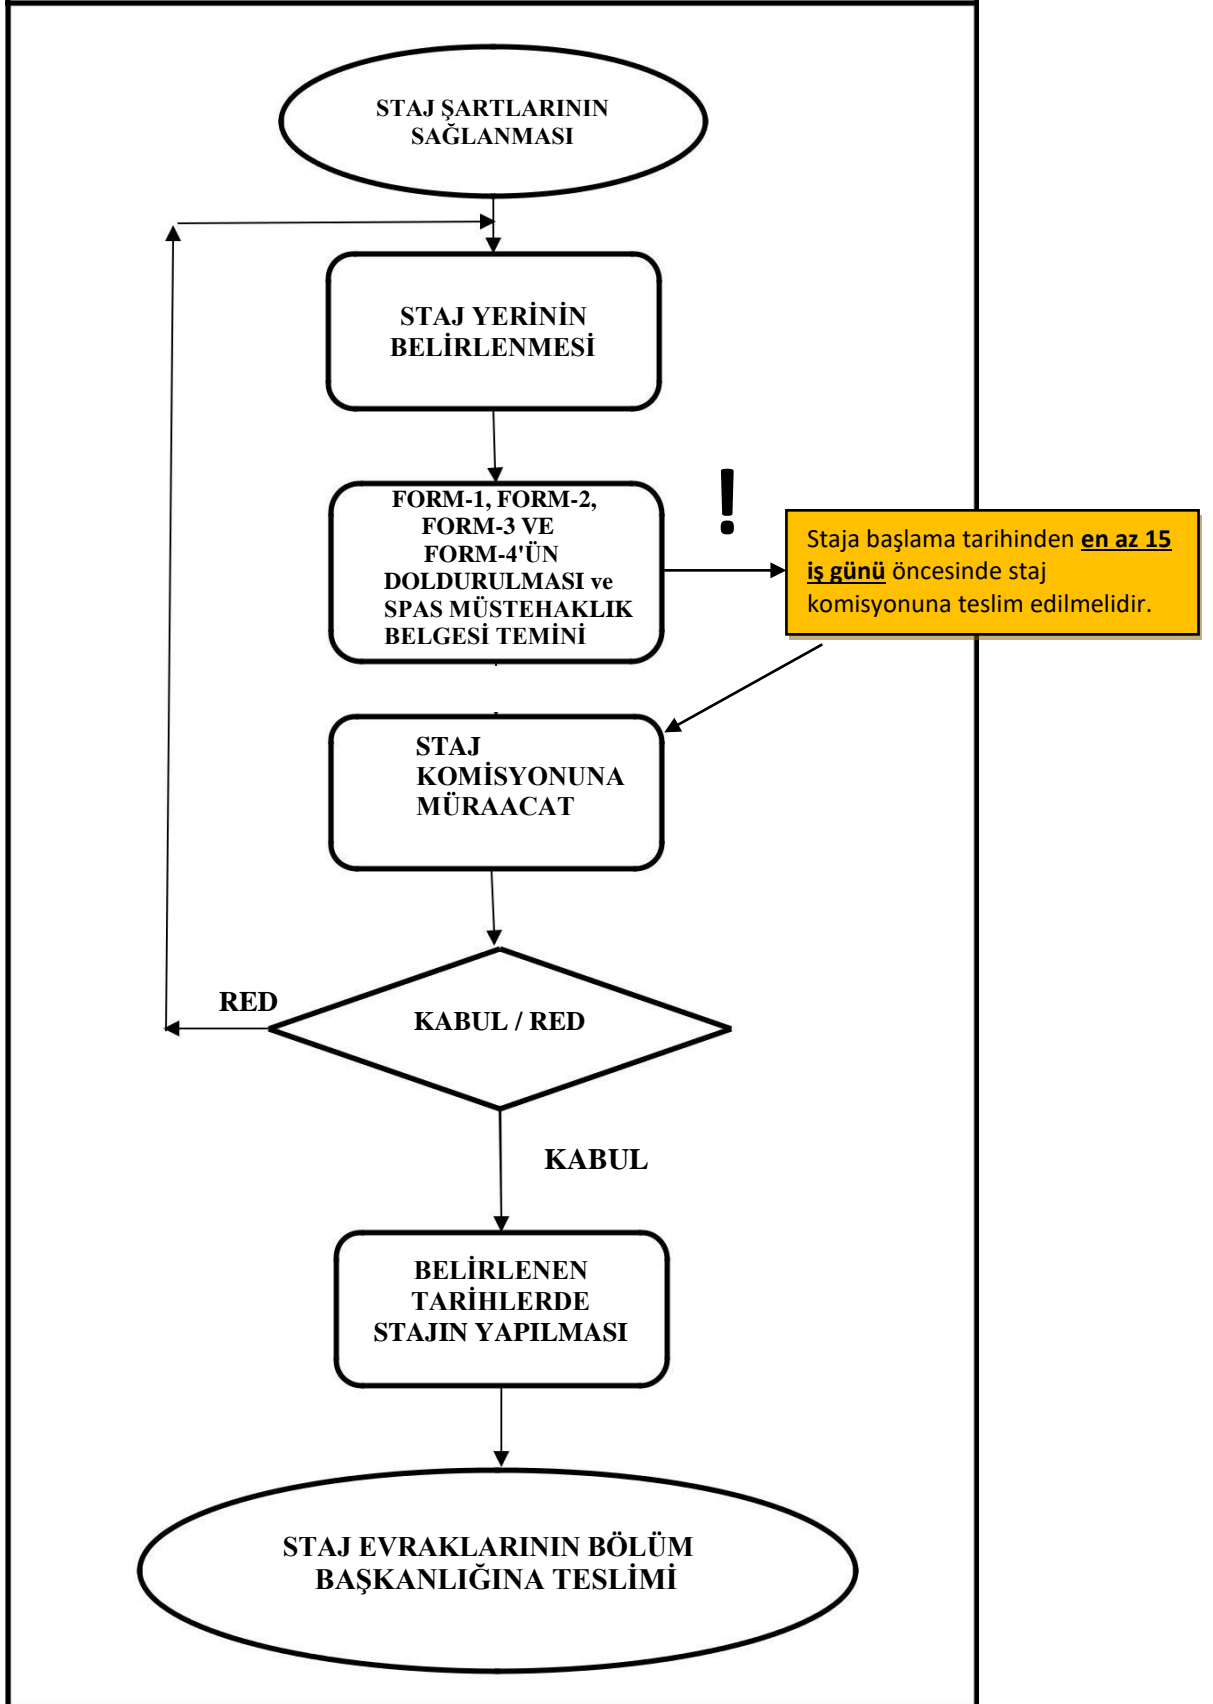 STAJ ŞARTLARININ
SAĞLANMASI
STAJ YERİNİN
BELİRLENMESİ
FORM-1, FORM-2,
FORM-3 VE
FORM-4'ÜN
DOLDURULMASI ve
SPAS MÜSTEHAKLIK
BELGESİ TEMİNİ
!
Staja başlama tarihinden en az 15
iş günü öncesinde staj
komisyonuna teslim edilmelidir.
STAJ
KOMİSYONUNA
MÜRAACAT
RED
KABUL / RED
KABUL
BELİRLENEN
TARİHLERDE
STAJIN YAPILMASI
STAJ EVRAKLARININ BÖLÜM
BAŞKANLIĞINA TESLİMİ